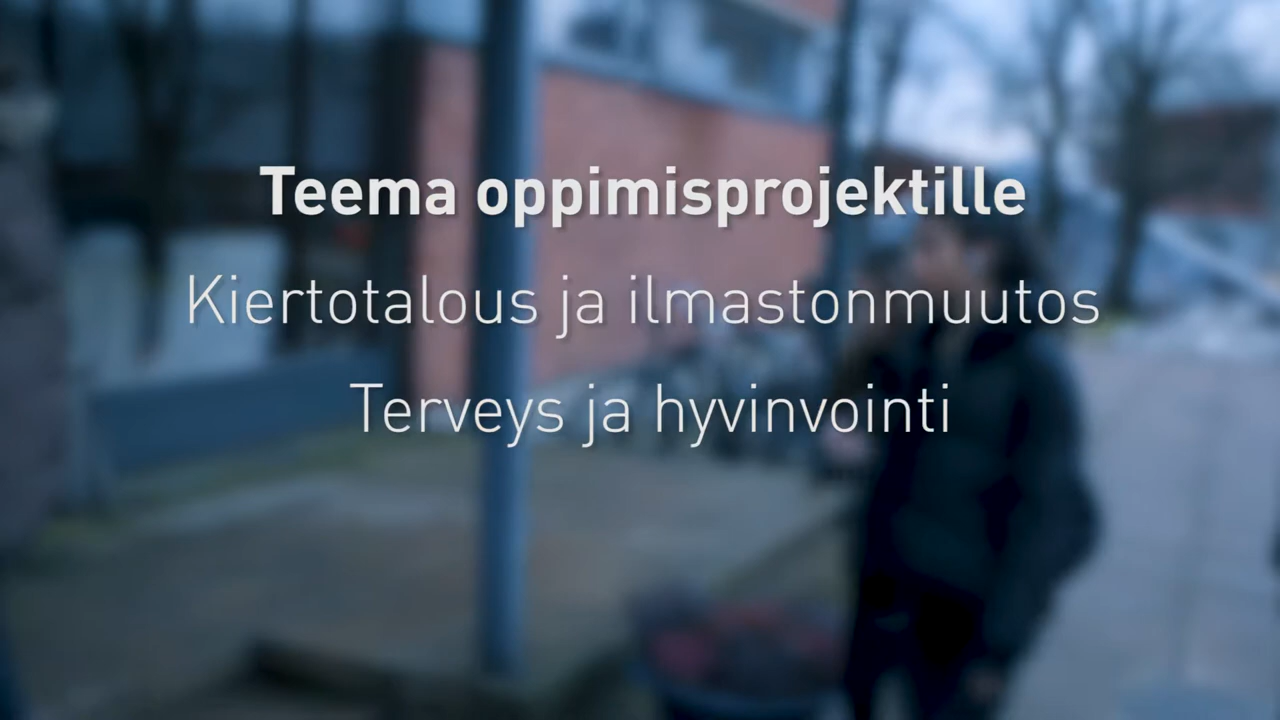 Teema oppimisprojektille
Kiertotalous ja ilmastonmuutos
Terveys ja hyvinvointi